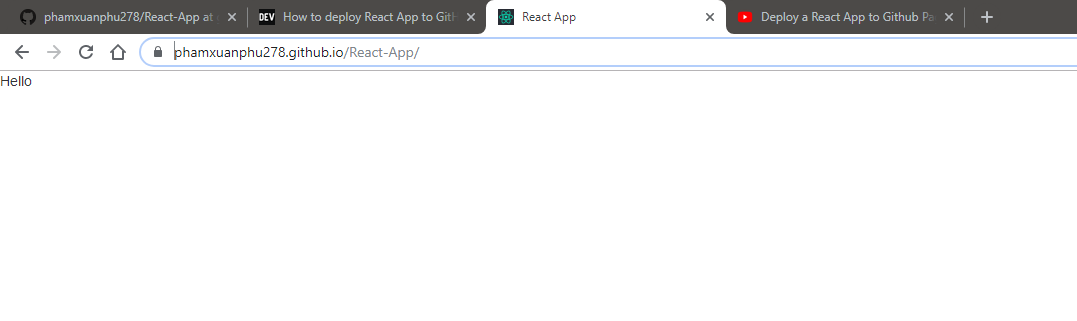 phamxuanphu278/React-App at
DEV How to deploy React App to GitH
React App
Deploy a React App to Github Pa
phamxuanphu278.github.io/React-App/
Hello